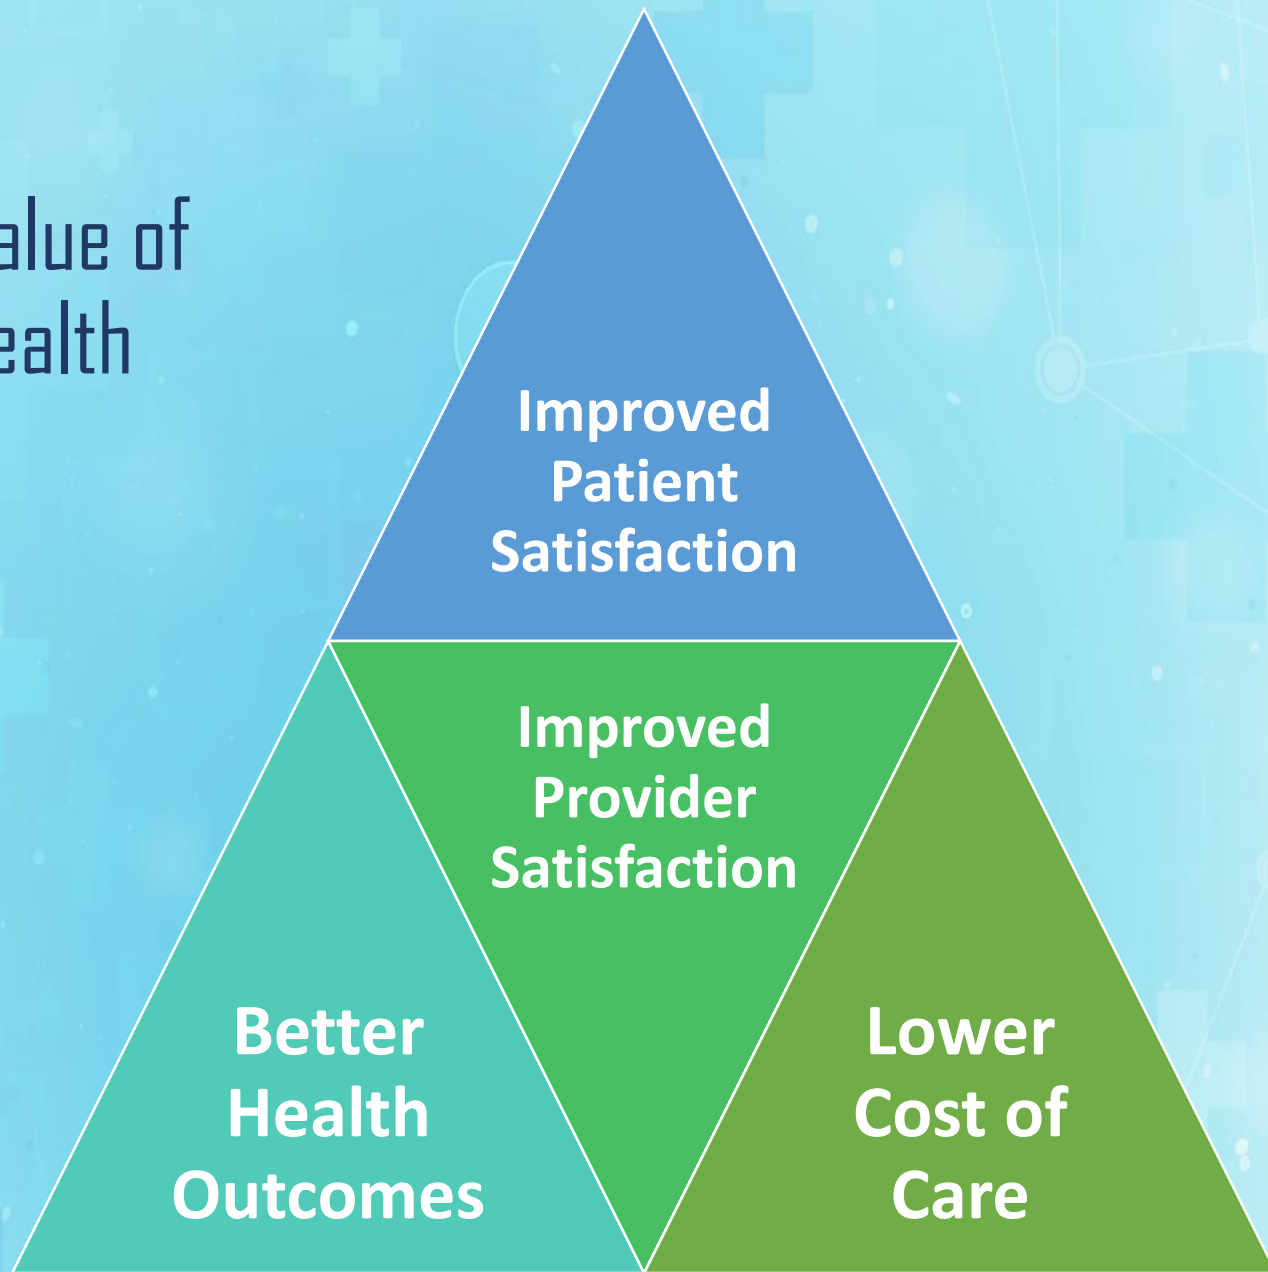 alue of
ealth
Improved
Patient
Satisfaction
Improved
Provider
Satisfaction
Better
Health
Outcomes
Lower
Cost of
Care